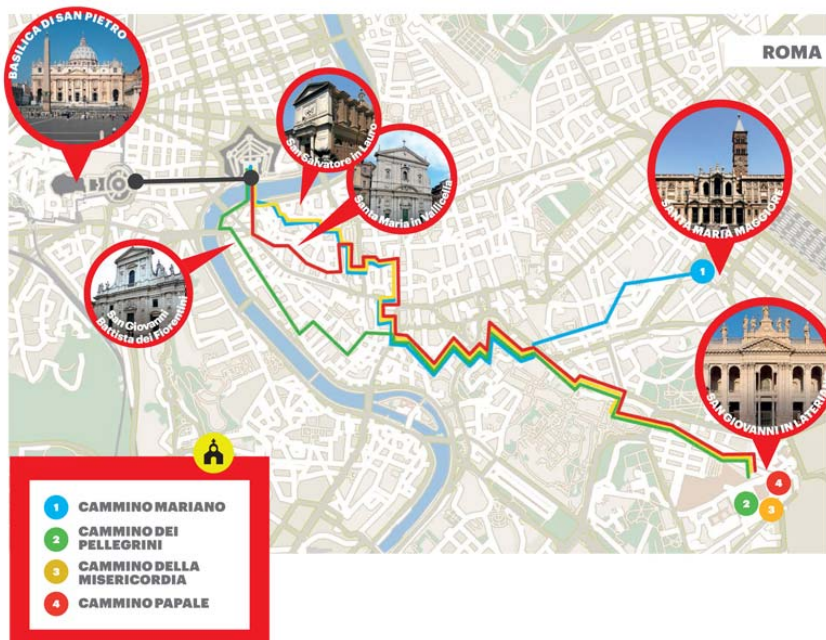 BASILICA DI SAN PIETRO
ROMA
San Salvatore in Lauro
Santa Maria in Vallicella
SANTA MARIA MAGGIORE
San Giovanni
Battista dei Fiorentini
1
SAN GIOVANNI IN LATERU
4
2
3
1 CAMMINO MARIANO
2 CAMMINO DEI
PELLEGRINI
3 CAMMINO DELLA
MISERICORDIA
4 CAMMINO PAPALE